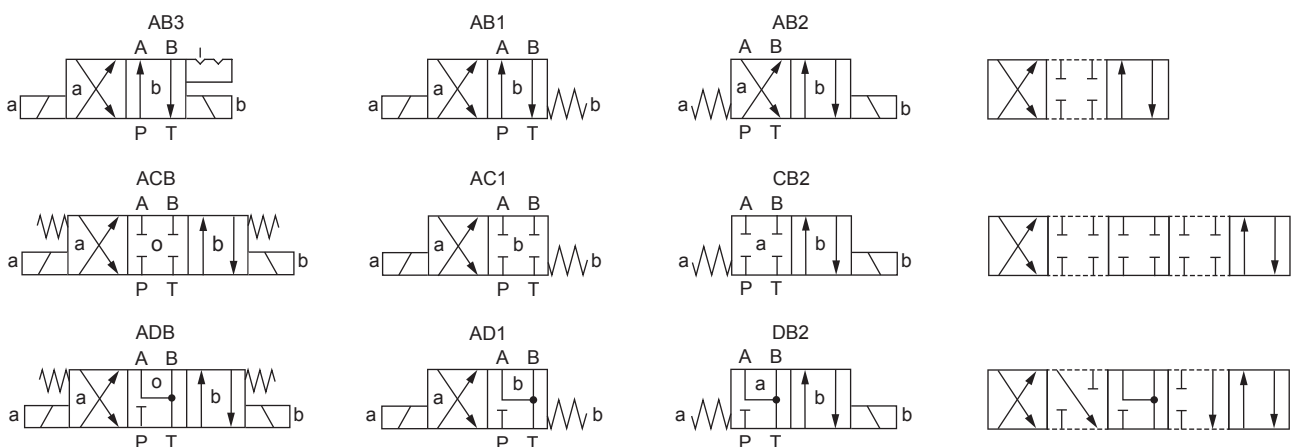 AB3 AB1 AB2
A B A B A B
a a b b a b b a a b b
P T P T P T
ACB AC1 CB2
A B A B A B
a a o b b a a b b a a b b
P T P T P T
ADB AD1 DB2
A B A B A B
a a o b b a a b b a a b b
P T P T P T